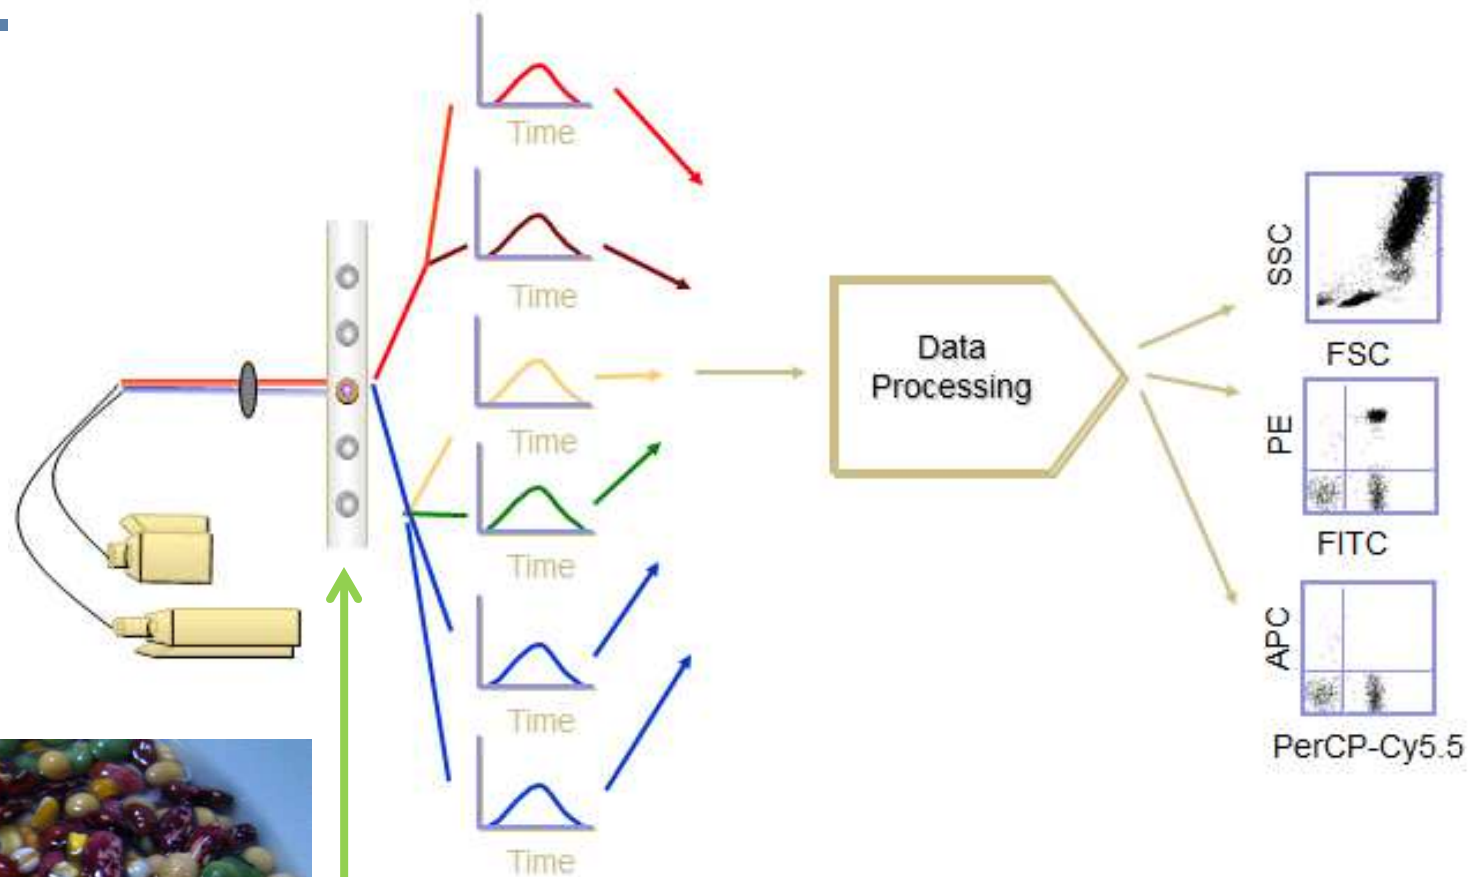 Time
Time
Time
Time
Time
Time
Data
Processing
SSC
FSC
PE
FITC
APC
PerCP-Cy5.5